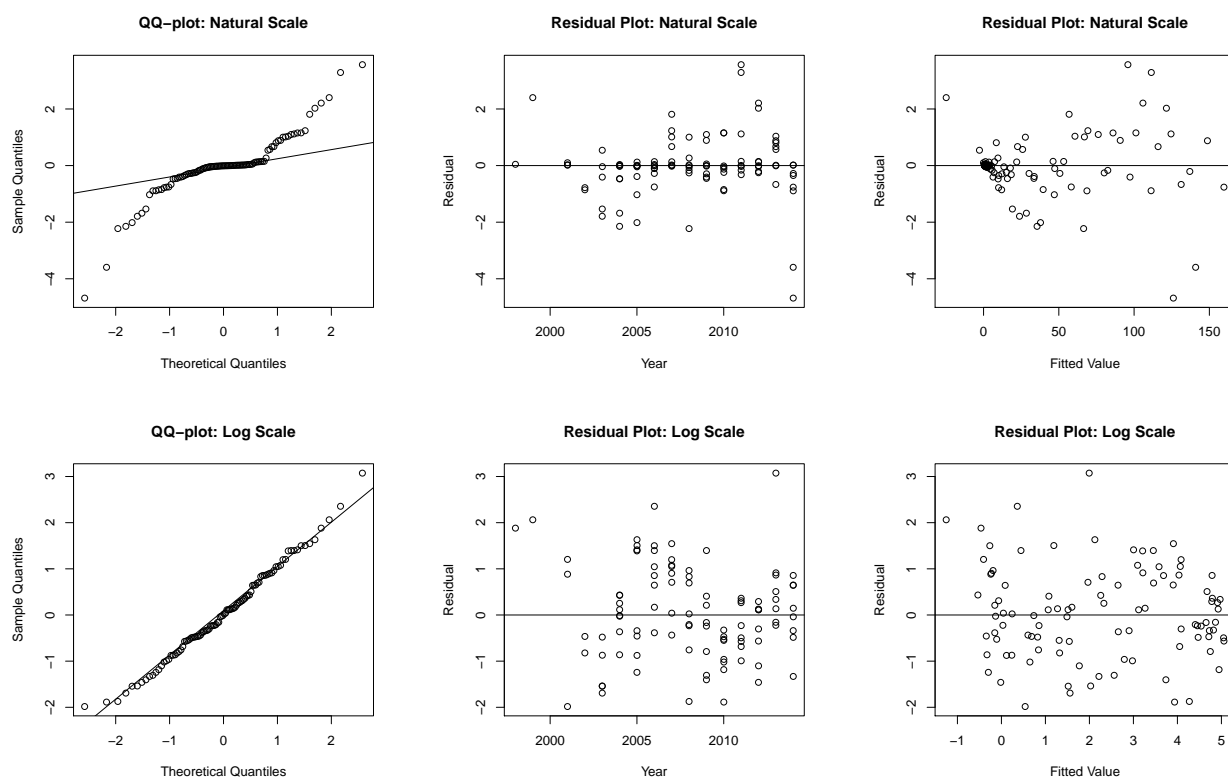 QQ−plot: Natural Scale
Sample Quantiles
2
0
−2
−4
−2 −1 0 1 2
Theoretical Quantiles
Residual Plot: Natural Scale
Residual
2
0
−2
−4
2000 2005 2010
Year
Residual Plot: Natural Scale
Residual
2
0
−2
−4
0 50 100 150
Fitted Value
QQ−plot: Log Scale
Sample Quantiles
3
2
1
0
−1
−2
−2 −1 0 1 2
Theoretical Quantiles
Residual Plot: Log Scale
Residual
3
2
1
0
−1
−2
2000 2005 2010
Year
Residual Plot: Log Scale
Residual
3
2
1
0
−1
−2
−1 0 1 2 3 4 5
Fitted Value